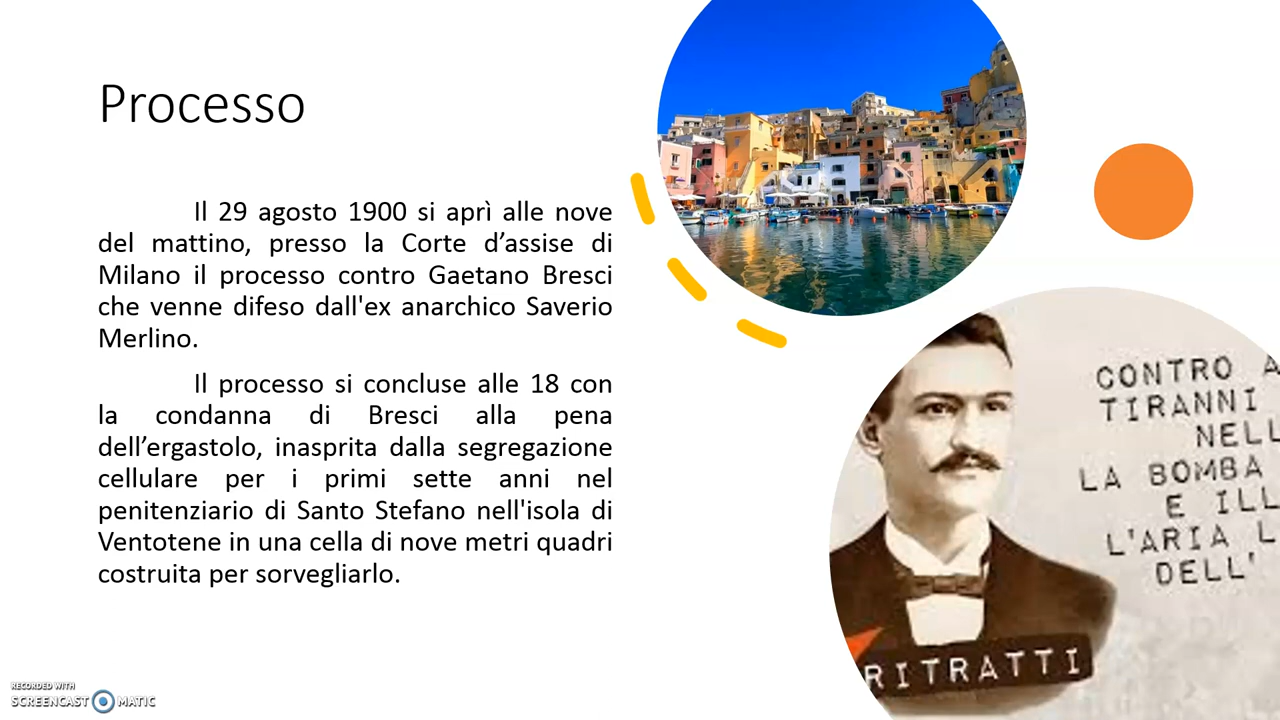 Processo
Il 29 agosto 1900 si aprì alle nove
del mattino, presso la Corte d’assise di
Milano il processo contro Gaetano Bresci
che venne difeso dall'ex anarchico Saverio
Merlino.
Il processo si concluse alle 18 con
la condanna di Bresci alla pena
dell’ergastolo, inasprita dalla segregazione
cellulare per i primi sette anni nel
penitenziario di Santo Stefano nell'isola di
Ventotene in una cella di nove metri quadri
costruita per sorvegliarlo.
CONTRO A
TIRANNI
NELL
LA BOMBA
E ILL
L'ARIA L
DELL'
RITRATTI
RECORDED WITH
SCREENCAST MATIC